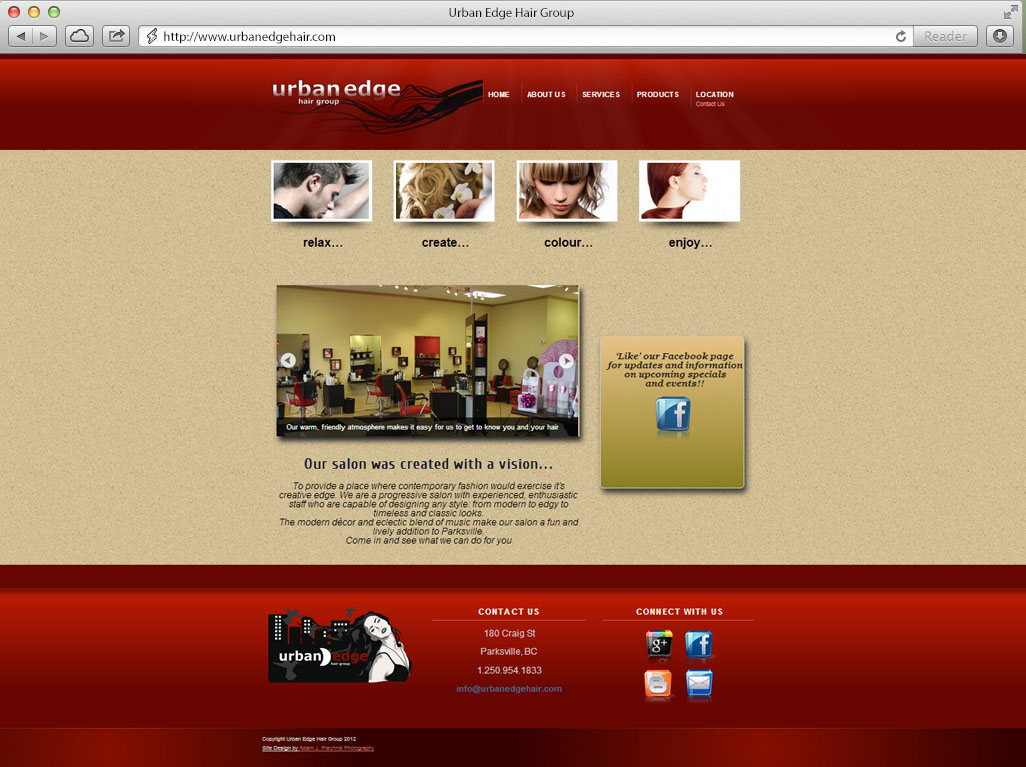 Urban Edge Hair Group
http://www.urbanedgehair.com
Reader
urban edge
hair group
HOME
ABOUT US
SERVICES
PRODUCTS
LOCATION
Contact Us
relax...
create...
colour...
enjoy...
Our warm, friendly atmosphere makes it easy for us to get to know you and your hair
'Like' our Facebook page
for updates and information
on upcoming specials
and events!!
f
Our salon was created with a vision...
To provide a place where contemporary fashion would exercise it's
creative edge. We are a progressive salon with experienced, enthusiastic
staff who are capable of designing any style: from modern to edgy to
timeless and classic looks.
The modern décor and eclectic blend of music make our salon a fun and
lively addition to Parksville.
Come in and see what we can do for you
urban edge
hair group
CONTACT US
180 Craig St
Parksville, BC
1.250.954.1833
info@urbanedgehair.com
CONNECT WITH US
g+
f
Copyright Urban Edge Hair Group 2012
Site Design by Adam J. Piechnik Photography